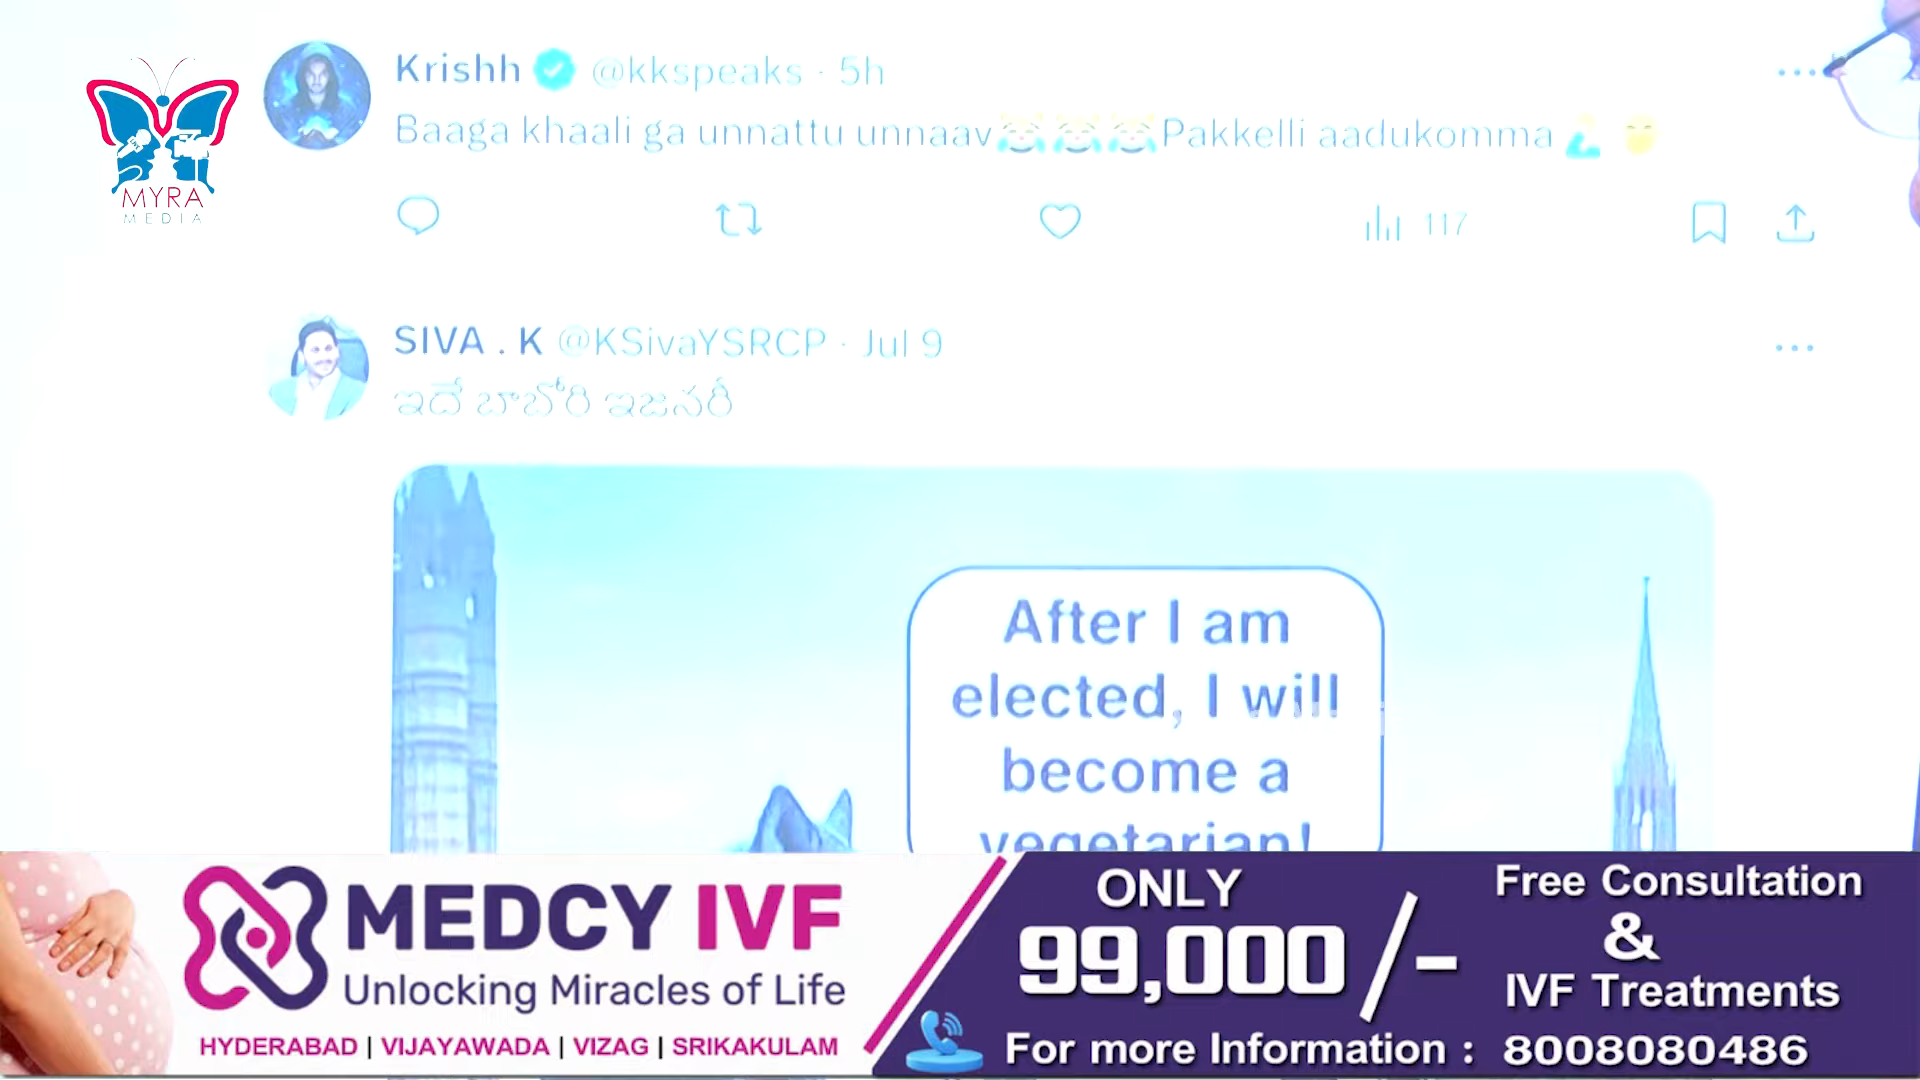 Krishh @kkspeaks · 5h
Baaga khaali ga unnattu unnaav😹😹😹Pakkelli aadukomma
117
MYRA
MEDIA
SIVA . K @KSivaYSRCP · Jul 9
ఇదే బాబోరి ఇజనరీ
After I am
elected, I will
become a
vegetarian!
MEDCY IVF
Unlocking Miracles of Life
HYDERABAD | VIJAYAWADA | VIZAG | SRIKAKULAM
ONLY
99,000/-
Free Consultation
&
IVF Treatments
For more Information : 8008080486